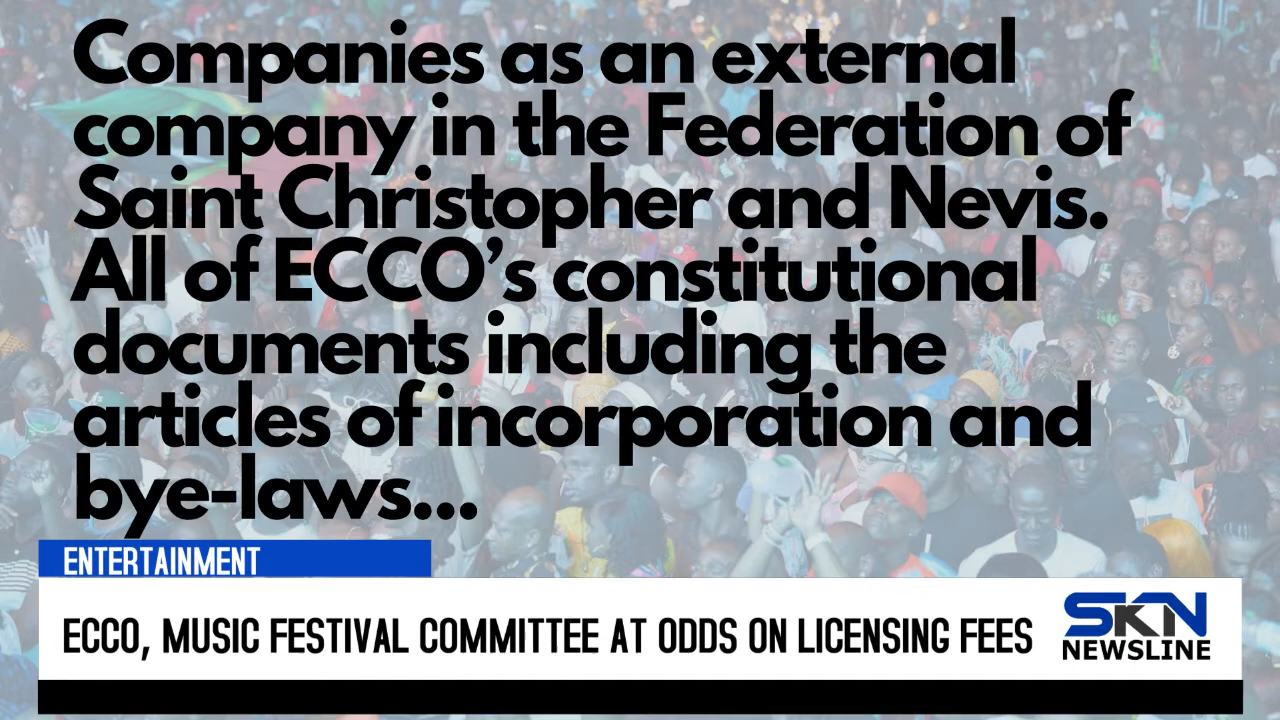 Companies as an external
company in the Federation of
Saint Christopher and Nevis.
All of ECCO’s constitutional
documents including the
articles of incorporation and
bye-laws...
ENTERTAINMENT
ECCO, MUSIC FESTIVAL COMMITTEE AT ODDS ON LICENSING FEES
SKN
NEWSLINE